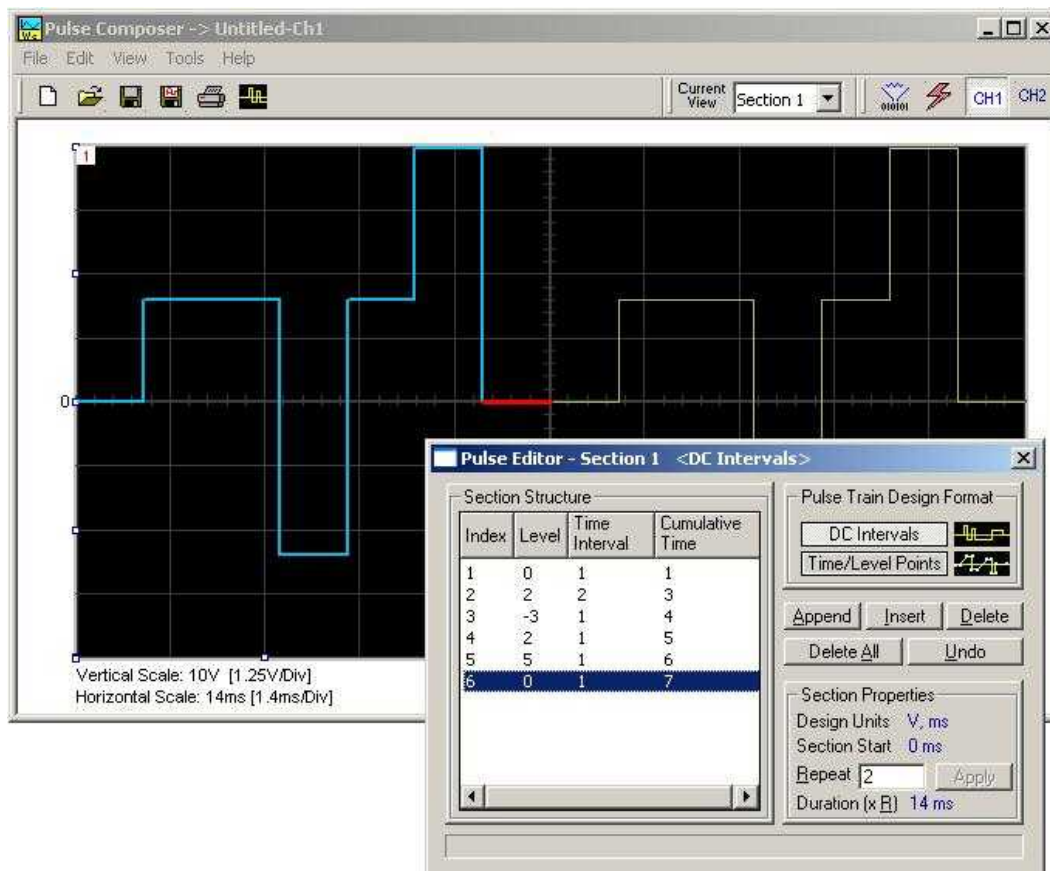 Pulse Composer -> Untitled-Ch1
File Edit View Tools Help
Current View Section 1 CH1 CH2
1
0
Vertical Scale: 10V [1.25V/Div]
Horizontal Scale: 14ms [1.4ms/Div]
Pulse Editor - Section 1 <DC Intervals>
Section Structure
Index Level Time Interval Cumulative Time
1 0 1 1
2 2 2 3
3 -3 1 4
4 2 1 5
5 5 1 6
6 0 1 7
Pulse Train Design Format
DC Intervals
Time/Level Points
Append Insert Delete
Delete All Undo
Section Properties
Design Units V, ms
Section Start 0 ms
Repeat 2 Apply
Duration (x R) 14 ms